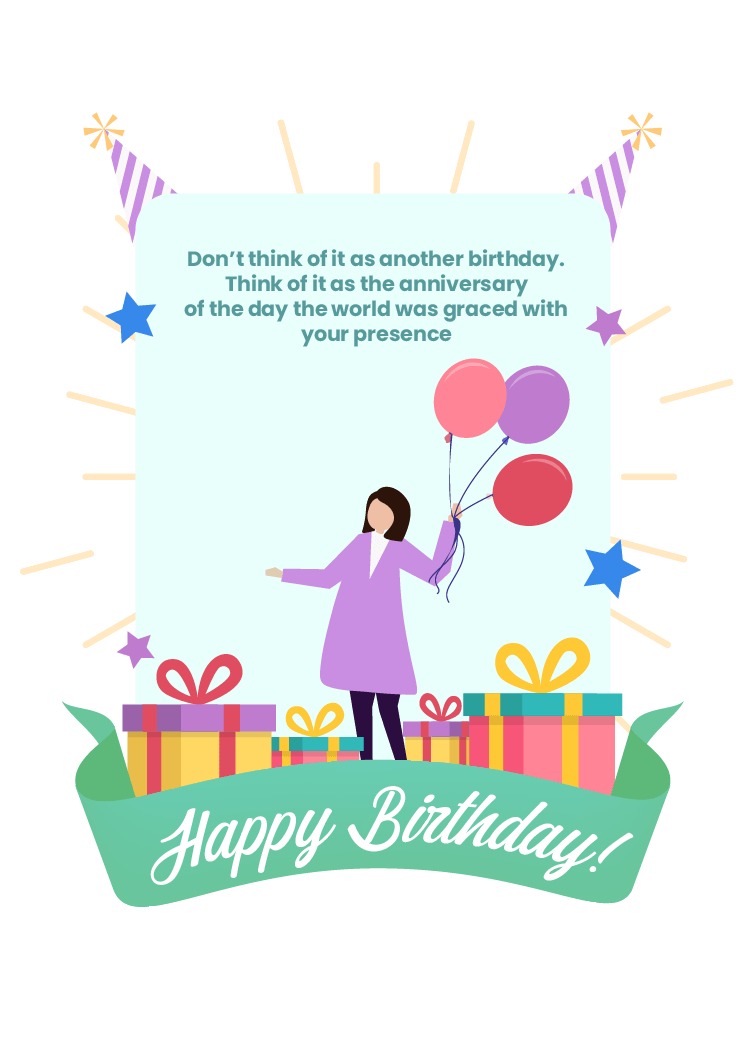 Don’t think of it as another birthday.
Think of it as the anniversary
of the day the world was graced with
your presence
Happy Birthday!